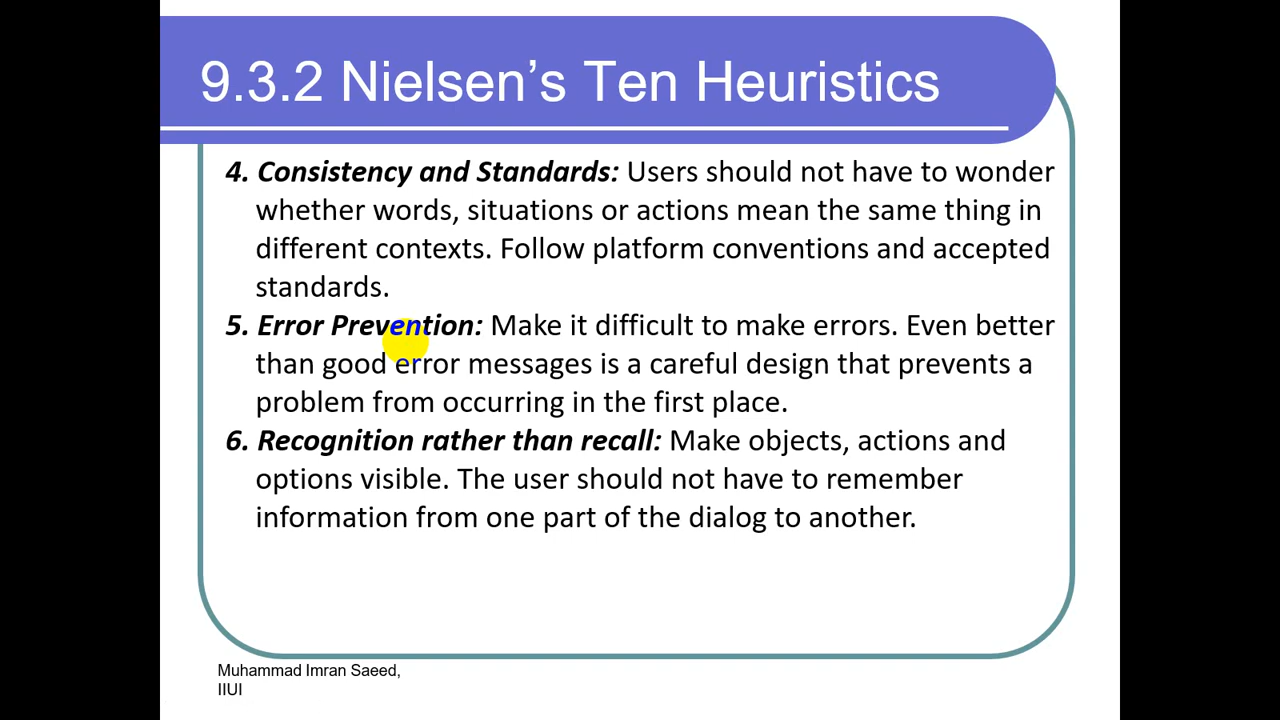 9.3.2 Nielsen’s Ten Heuristics
4. Consistency and Standards: Users should not have to wonder
whether words, situations or actions mean the same thing in
different contexts. Follow platform conventions and accepted
standards.
5. Error Prevention: Make it difficult to make errors. Even better
than good error messages is a careful design that prevents a
problem from occurring in the first place.
6. Recognition rather than recall: Make objects, actions and
options visible. The user should not have to remember
information from one part of the dialog to another.
Muhammad Imran Saeed,
IIUI